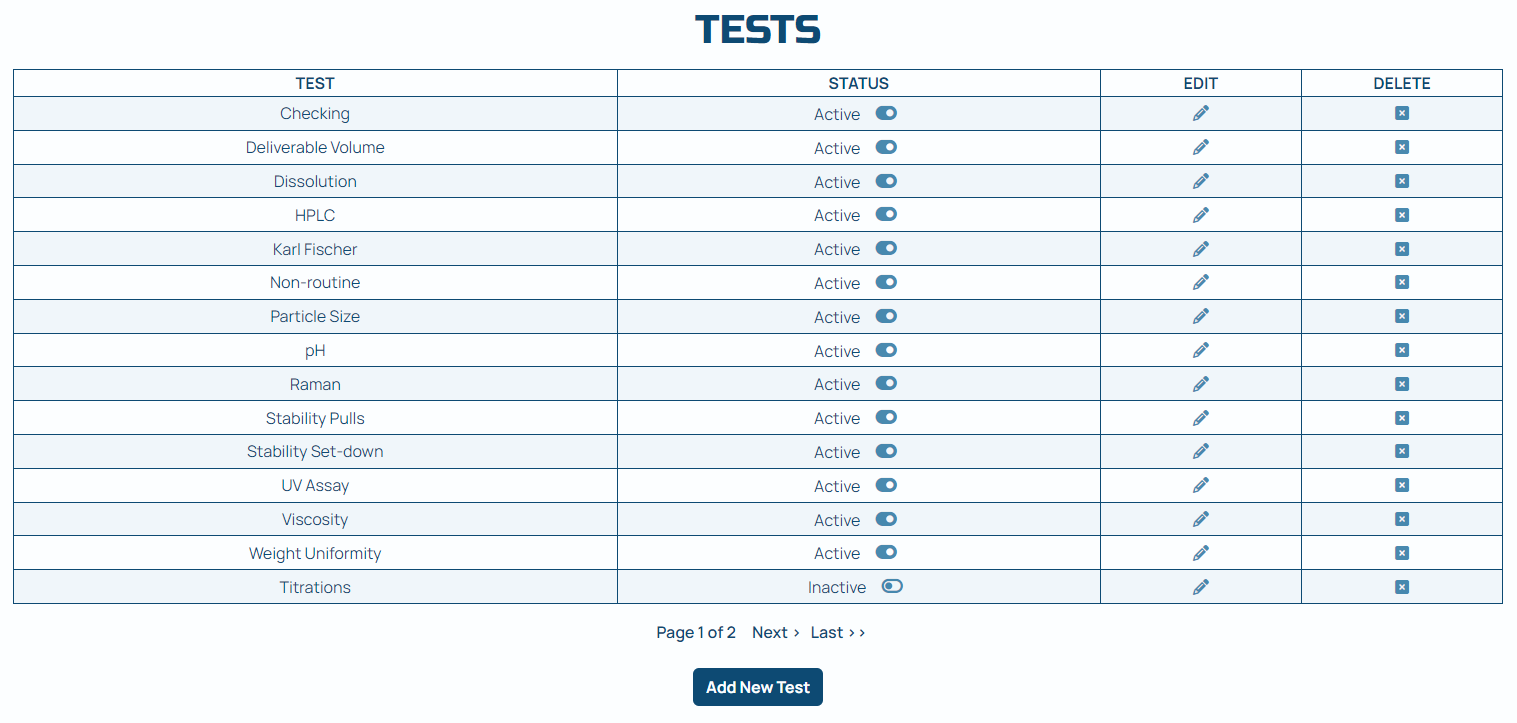 TESTS
TEST STATUS EDIT DELETE
Checking Active
Deliverable Volume Active
Dissolution Active
HPLC Active
Karl Fischer Active
Non-routine Active
Particle Size Active
pH Active
Raman Active
Stability Pulls Active
Stability Set-down Active
UV Assay Active
Viscosity Active
Weight Uniformity Active
Titrations Inactive
Page 1 of 2 Next › Last › ›
Add New Test